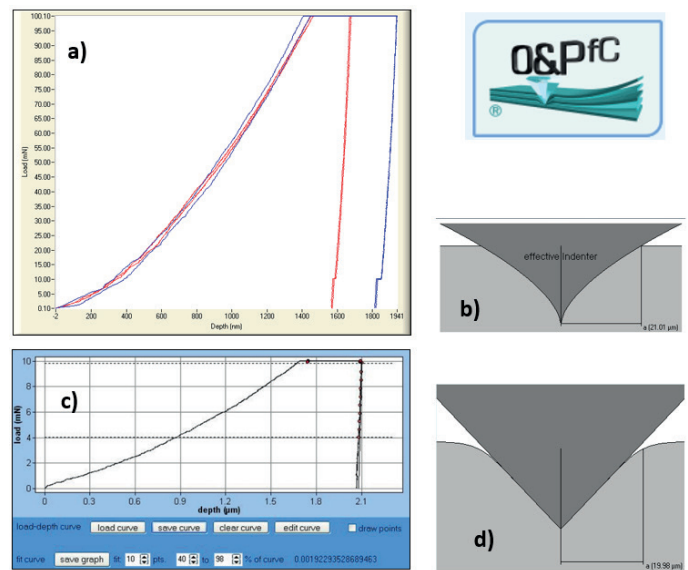 a)
100.10
95.00
90.00
85.00
80.00
75.00
70.00
65.00
60.00
55.00
50.00
45.00
40.00
35.00
30.00
25.00
20.00
15.00
10.00
5.00
0.10
Load (mN)
-2 200 400 600 800 1000 1200 1400 1600 1800 1941
Depth (nm)
O&PfC
®
effective Indenter
b)
a (21.01 µm)
c)
10
8
6
4
2
0
load (mN)
0 0.3 0.6 0.9 1.2 1.5 1.8 2.1
depth (µm)
load-depth curve load curve save curve clear curve edit curve draw points
fit curve save graph fit: 10 pts. 40 to 98 % of curve 0.00192293528689463
d)
a (19.98 µm)